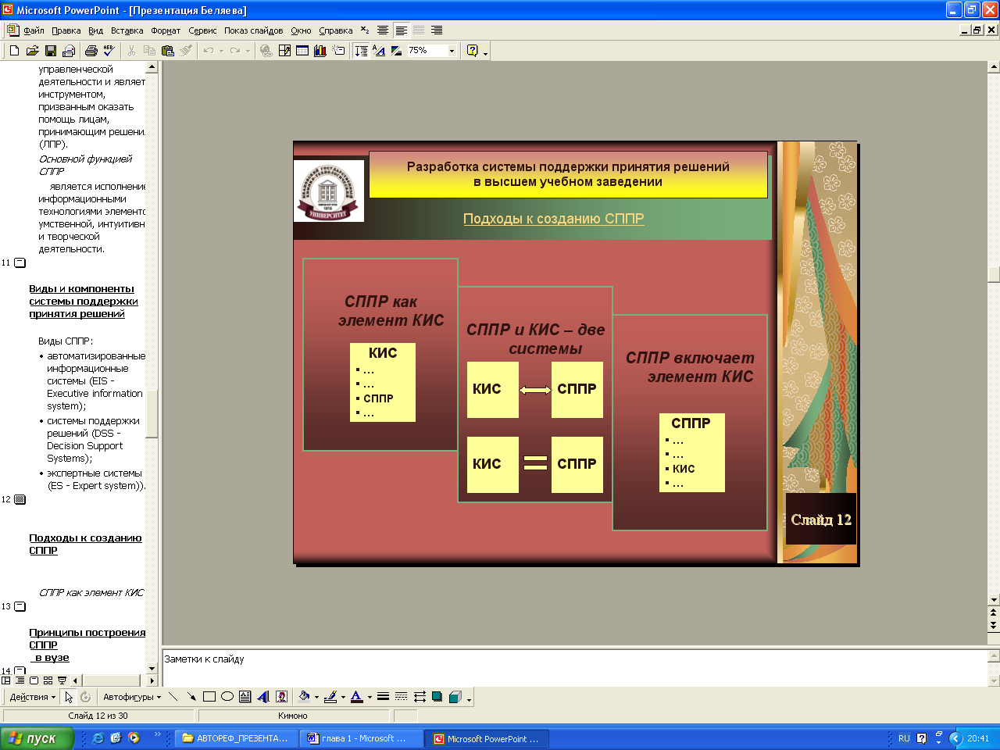 Microsoft PowerPoint - [Презентация Беляева]
Файл Правка Вид Вставка Формат Сервис Показ слайдов Окно Справка
75%
управленческой
деятельности и являет
инструментом,
призванным оказать
помощь лицам,
принимающим решени
(ЛПР).
Основной функцией
СППР
является исполнение
информационными
технологиями элементо
умственной, интуитивн
и творческой
деятельности.
11
Виды и компоненты
системы поддержки
принятия решений
Виды СППР:
• автоматизированные
информационные
системы (EIS -
Executive information
system);
• системы поддержки
решений (DSS -
Decision Support
Systems);
• экспертные системы
(ES - Expert system)).
12
Подходы к созданию
СППР
СППР как элемент КИС
13
Принципы построения
СППР
в вузе
14
Разработка системы поддержки принятия решений
в высшем учебном заведении
УНИВЕРСИТЕТ
Подходы к созданию СППР
СППР как
элемент КИС
КИС
▪ ...
▪ ...
▪ СППР
▪ ...
СППР и КИС – две
системы
КИС СППР
КИС = СППР
СППР включает
элемент КИС
СППР
▪ ...
▪ ...
▪ КИС
▪ ...
Слайд 12
Заметки к слайду
Действия Автофигуры
Слайд 12 из 30 Кимоно
пуск АВТОРЕФ_ПРЕЗЕНТА... глава 1 - Microsoft ... Microsoft PowerPoint ... RU 20:41